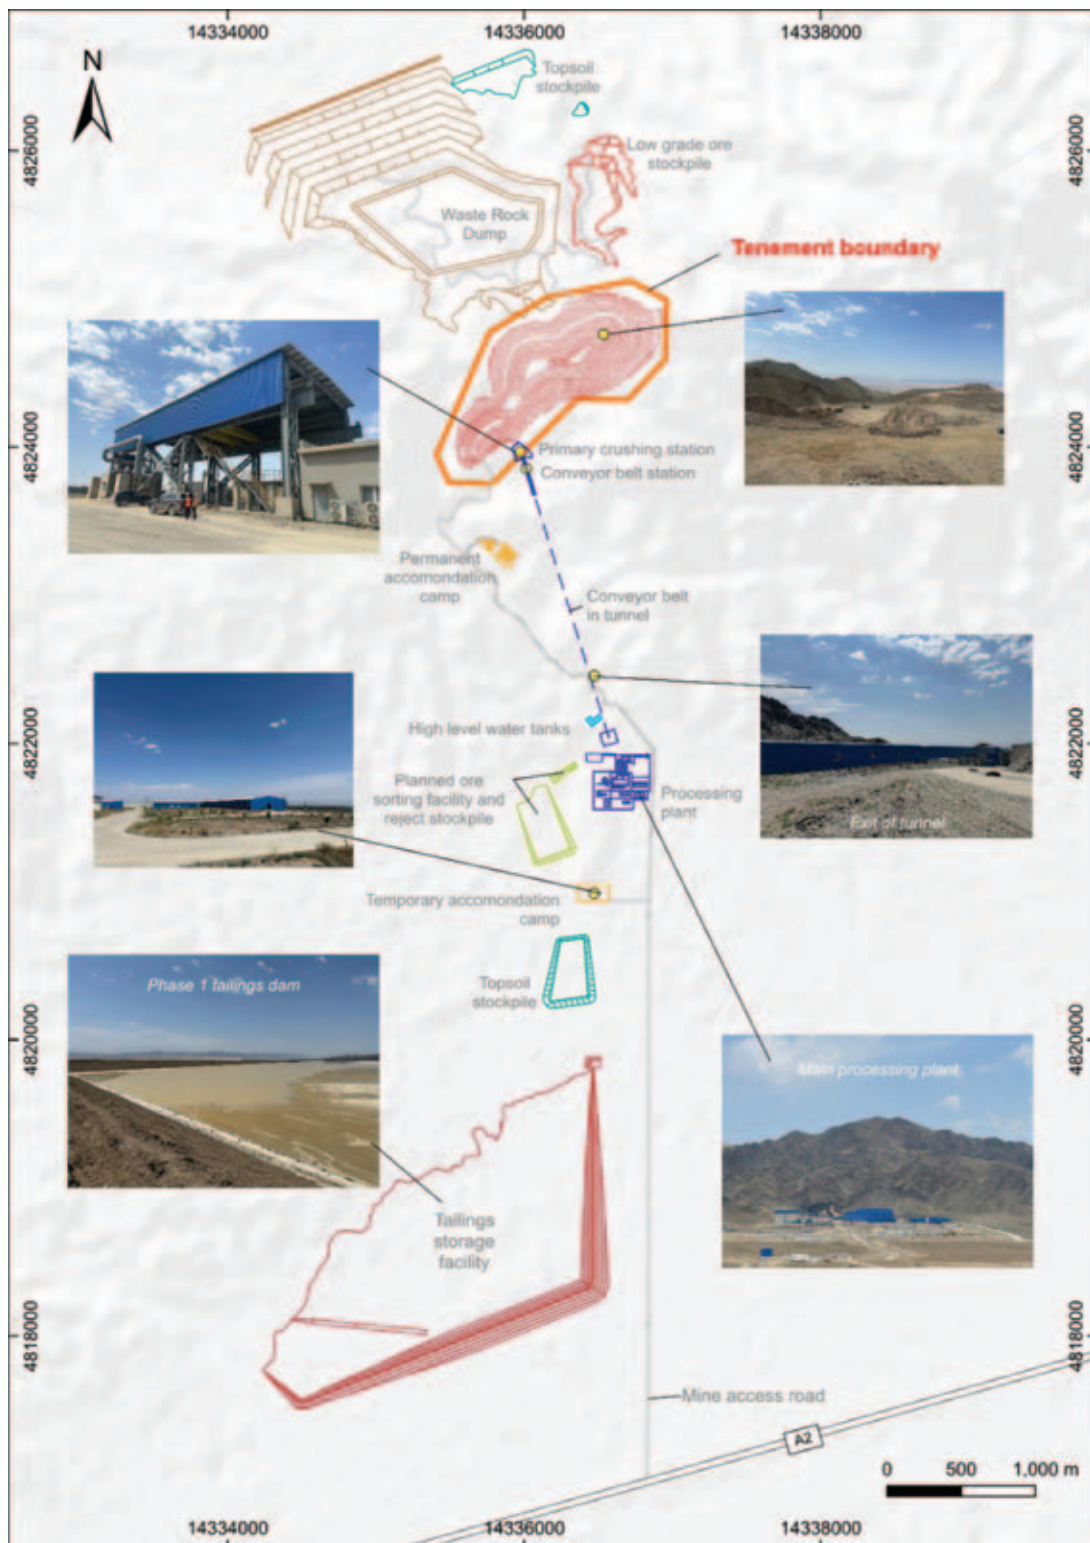 14334000
14336000
14338000
N
Topsoil
stockpile
4826000
4826000
Low grade ore
stockpile
Waste Rock
Dump
Tenement boundary
4824000
4824000
Primary crushing station
Conveyor belt station
Permanent
accomondation
camp
Conveyor belt
in tunnel
4822000
4822000
High level water tanks
Planned ore
sorting facility and
reject stockpile
Processing
plant
Exit of tunnel
Temporary accomondation
camp
Phase 1 tailings dam
Topsoil
stockpile
4820000
4820000
Main processing plant
Tailings
storage
facility
4818000
4818000
Mine access road
A2
0 500 1,000 m
14334000
14336000
14338000